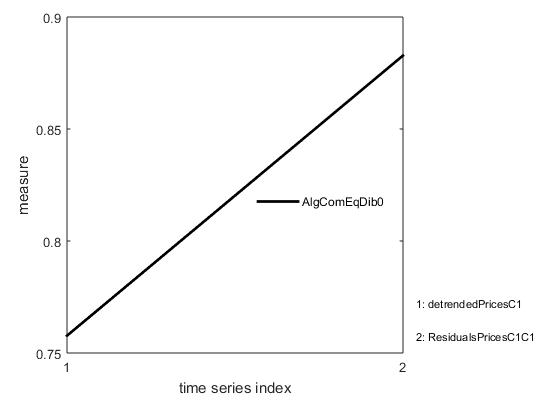 0.9
0.85
measure
AlgComEqDib0
0.8
1: detrendedPricesC1
2: ResidualsPricesC1C1
0.75
1
2
time series index